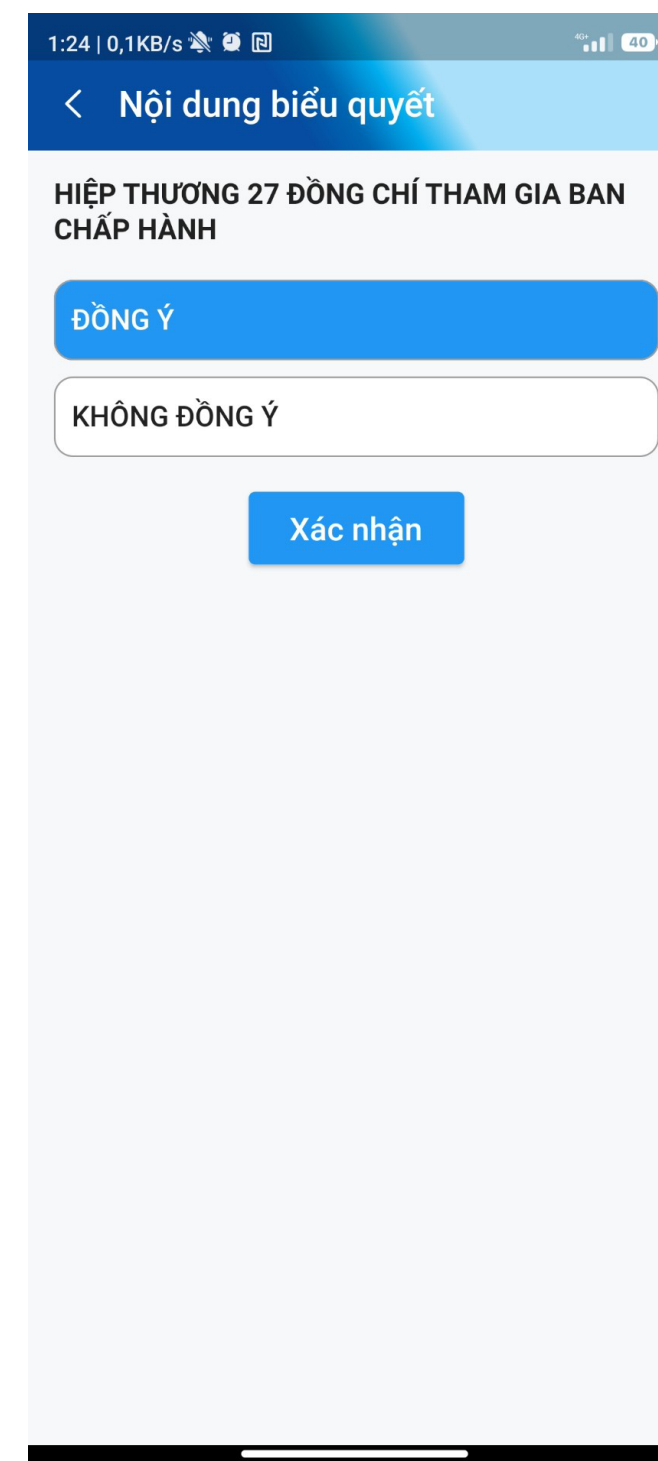 1:24 | 0,1KB/s
4G+ 40
Nội dung biểu quyết
HIỆP THƯƠNG 27 ĐỒNG CHÍ THAM GIA BAN
CHẤP HÀNH
ĐỒNG Ý
KHÔNG ĐỒNG Ý
Xác nhận